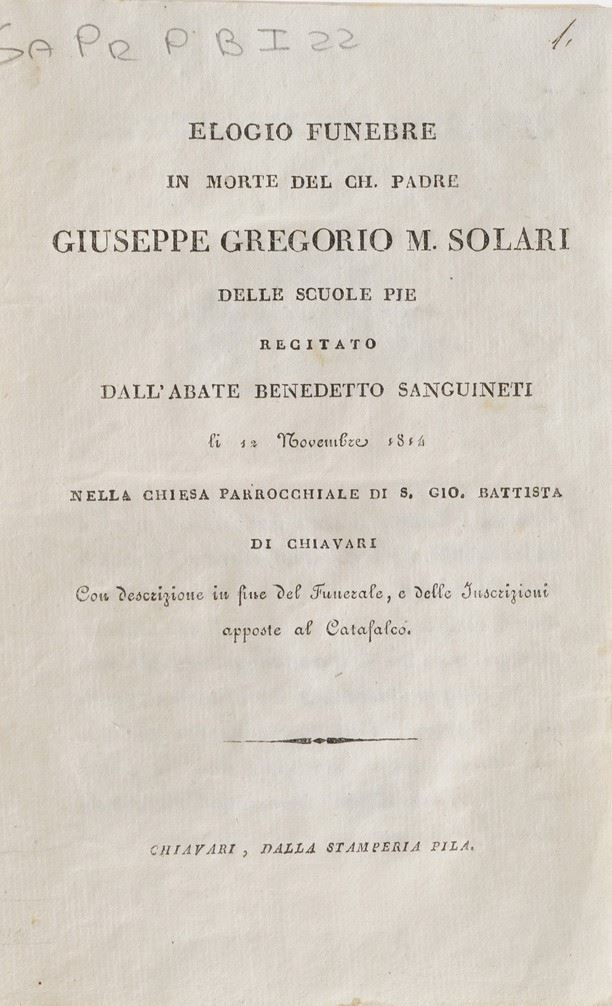 SA PR P B I 22
1.
ELOGIO FUNEBRE
IN MORTE DEL CH. PADRE
GIUSEPPE GREGORIO M. SOLARI
DELLE SCUOLE PIE
RECITATO
DALL'ABATE BENEDETTO SANGUINETI
li 12 Novembre 1814
NELLA CHIESA PARROCCHIALE DI S. GIO. BATTISTA
DI CHIAVARI
Con descrizione in fine del Funerale, e delle Inscrizioni
apposte al Catafalco.
CHIAVARI, DALLA STAMPERIA PILA.